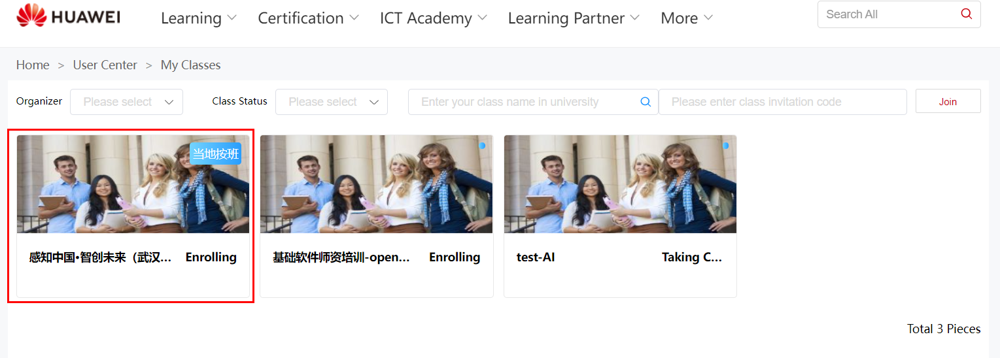 HUAWEI
Learning
Certification
ICT Academy
Learning Partner
More
Search All
Home > User Center > My Classes
Organizer
Please select
Class Status
Please select
Enter your class name in university
Please enter class invitation code
Join
当地按班
感知中国•智创未来（武汉...
Enrolling
基础软件师资培训-open...
Enrolling
test-AI
Taking C...
Total 3 Pieces